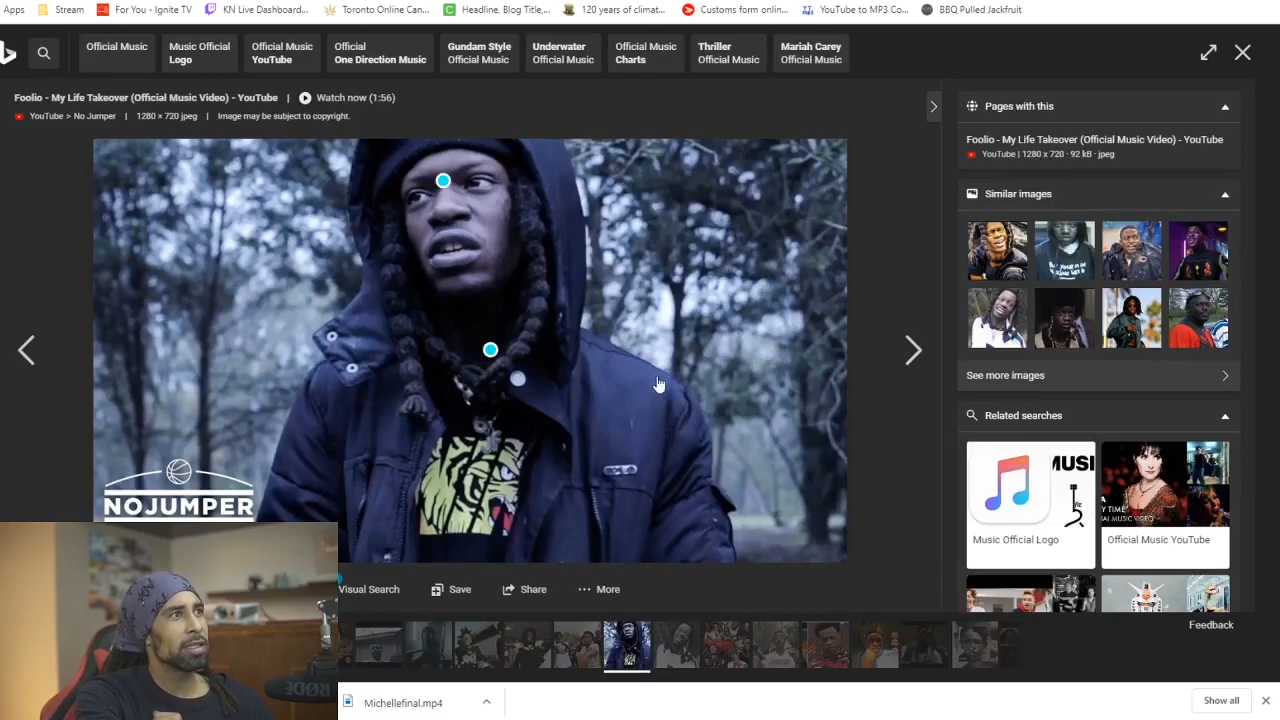 Apps
Stream
For You - Ignite TV
KN Live Dashboard...
Toronto Online Can...
Headline, Blog Title,...
120 years of climat...
Customs form onlin...
YouTube to MP3 Co...
BBQ Pulled Jackfruit
Official Music
Music Official
Logo
Official Music
YouTube
Official
One Direction Music
Gundam Style
Official Music
Underwater
Official Music
Official Music
Charts
Thriller
Official Music
Mariah Carey
Official Music
Foolio - My Life Takeover (Official Music Video) - YouTube | Watch now (1:56)
YouTube > No Jumper | 1280 × 720 jpeg | Image may be subject to copyright.
NOJUMPER
Visual Search
Save
Share
More
Pages with this
Foolio - My Life Takeover (Official Music Video) - YouTube
YouTube | 1280 x 720 · 92 kB · jpeg
Similar images
See more images
Related searches
MUSI
Music Official Logo
Y TIME
IAL MUSIC VIDEO
Official Music YouTube
Feedback
RØDE
Michellefinal.mp4
Show all